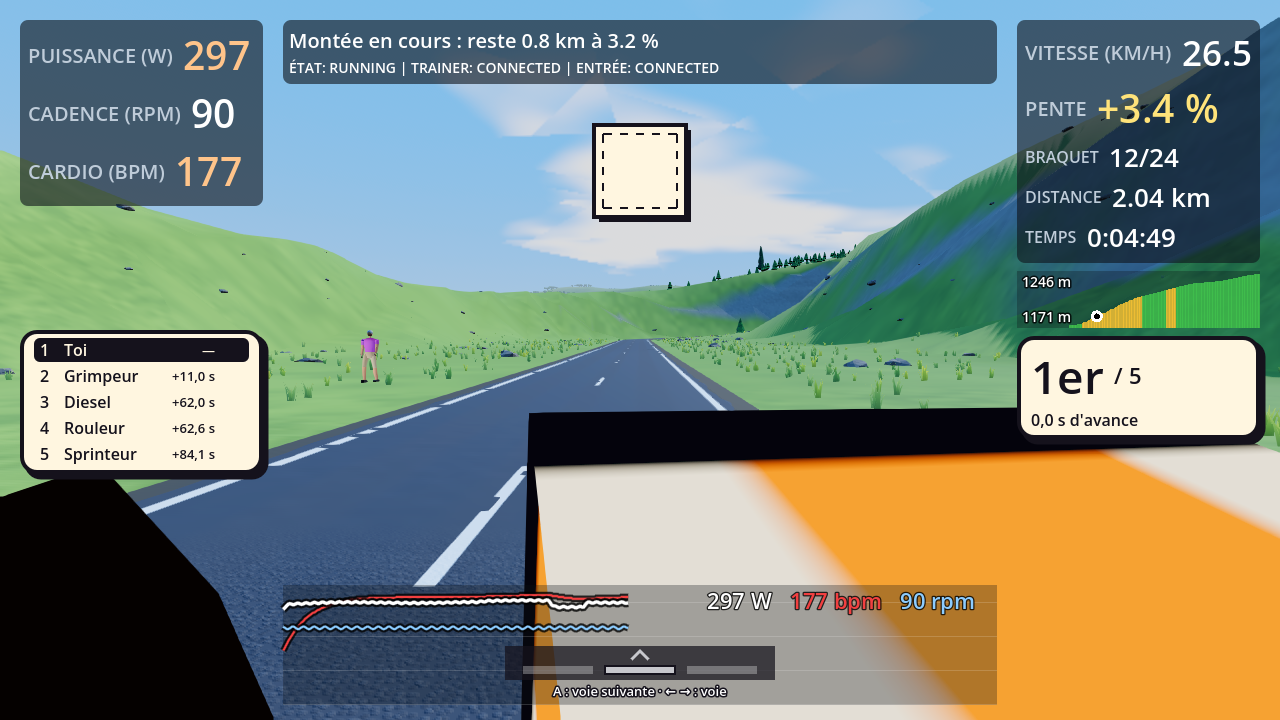 PUISSANCE (W) 297
CADENCE (RPM) 90
CARDIO (BPM) 177
Montée en cours : reste 0.8 km à 3.2 %
ÉTAT: RUNNING | TRAINER: CONNECTED | ENTRÉE: CONNECTED
VITESSE (KM/H) 26.5
PENTE +3.4 %
BRAQUET 12/24
DISTANCE 2.04 km
TEMPS 0:04:49
1246 m
1171 m
1 Toi —
2 Grimpeur +11,0 s
3 Diesel +62,0 s
4 Rouleur +62,6 s
5 Sprinteur +84,1 s
1er / 5
0,0 s d'avance
297 W 177 bpm 90 rpm
A : voie suivante · ← → : voie